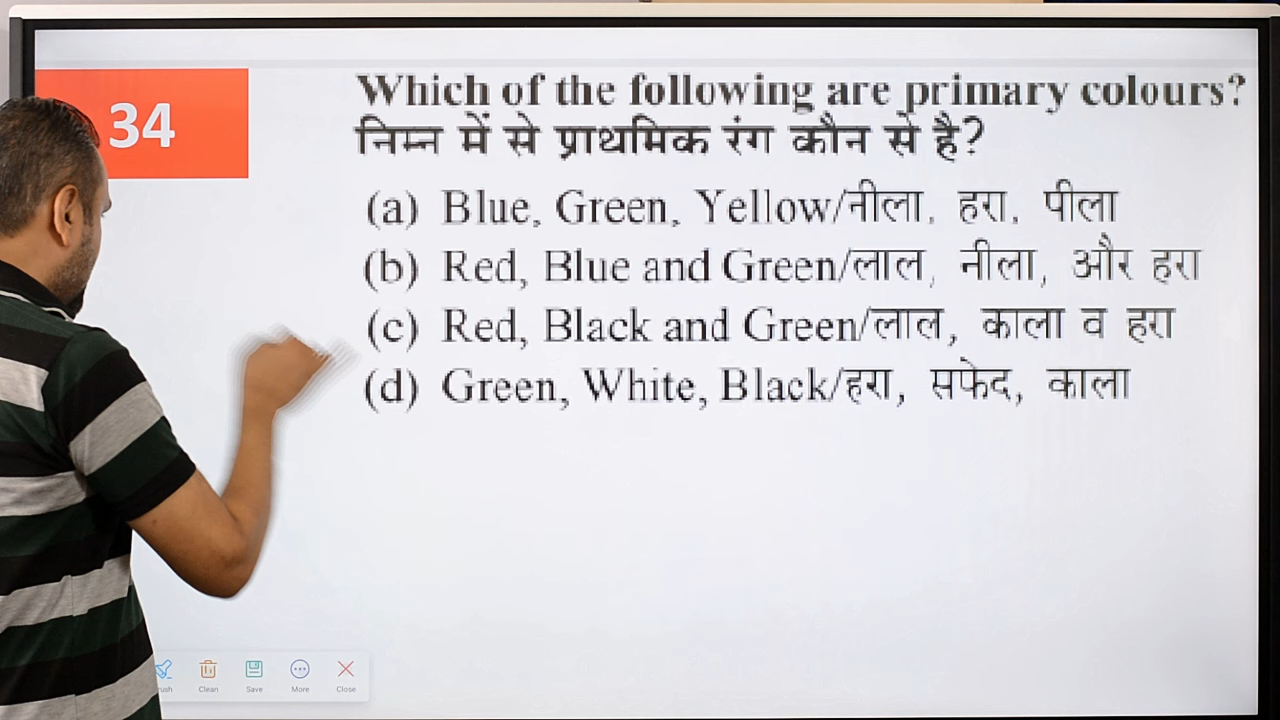 34
Which of the following are primary colours?
निम्न में से प्राथमिक रंग कौन से है?
(a) Blue, Green, Yellow/नीला, हरा, पीला
(b) Red, Blue and Green/लाल, नीला, और हरा
(c) Red, Black and Green/लाल, काला व हरा
(d) Green, White, Black/हरा, सफेद, काला
Clean Save More Close